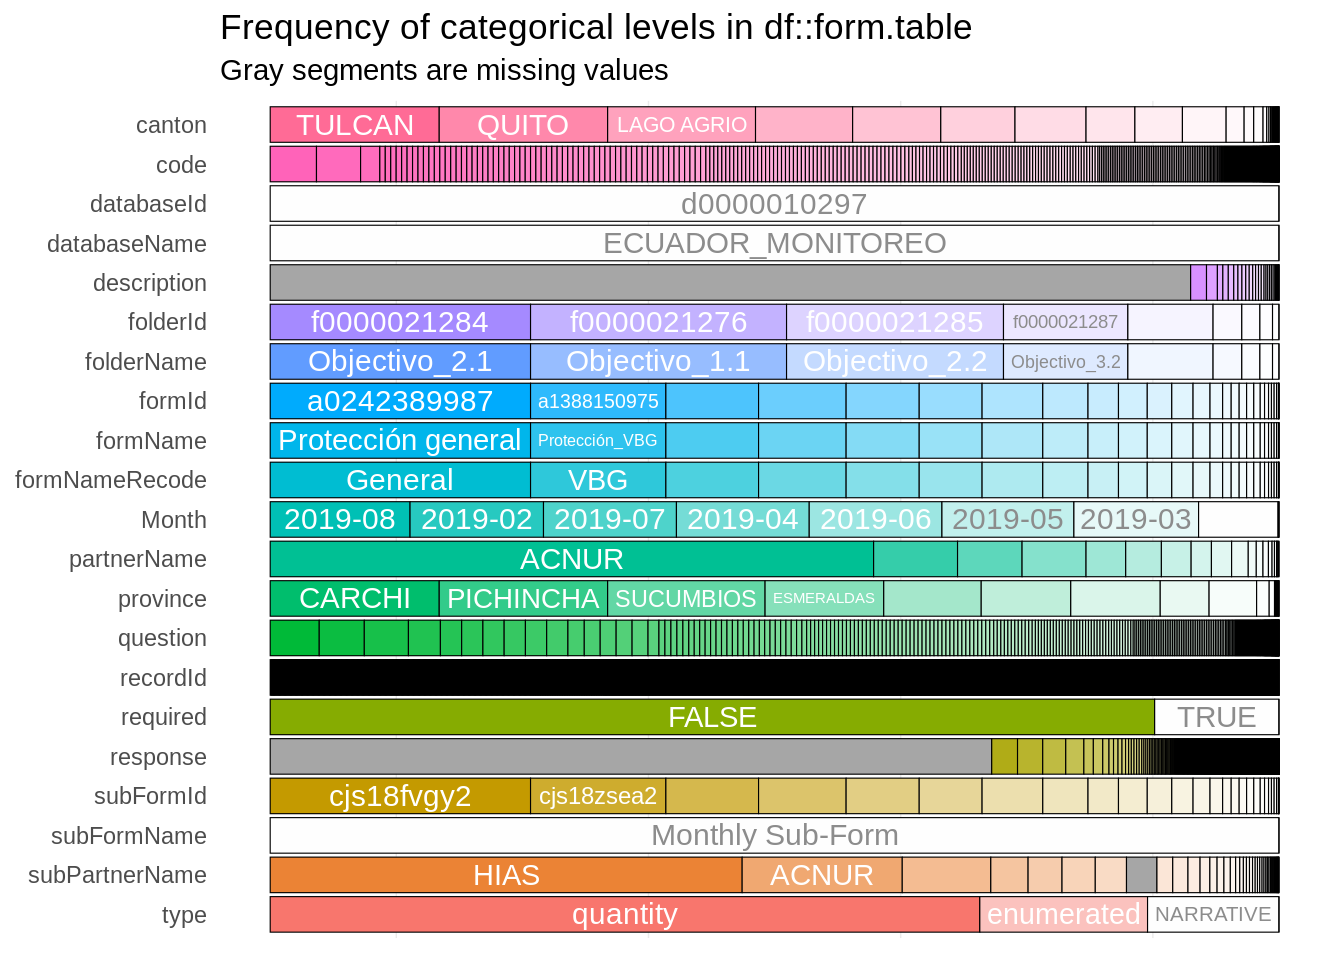 Frequency of categorical levels in df::form.table
Gray segments are missing values
canton TULCAN QUITO LAGO AGRIO
code
databaseId d0000010297
databaseName ECUADOR_MONITOREO
description
folderId f0000021284 f0000021276 f0000021285 f0000021287
folderName Objectivo_2.1 Objectivo_1.1 Objectivo_2.2 Objectivo_3.2
formId a0242389987 a1388150975
formName Protección general Protección_VBG
formNameRecode General VBG
Month 2019-08 2019-02 2019-07 2019-04 2019-06 2019-05 2019-03
partnerName ACNUR
province CARCHI PICHINCHA SUCUMBIOS ESMERALDAS
question
recordId
required FALSE TRUE
response
subFormId cjs18fvgy2 cjs18zsea2
subFormName Monthly Sub-Form
subPartnerName HIAS ACNUR
type quantity enumerated NARRATIVE